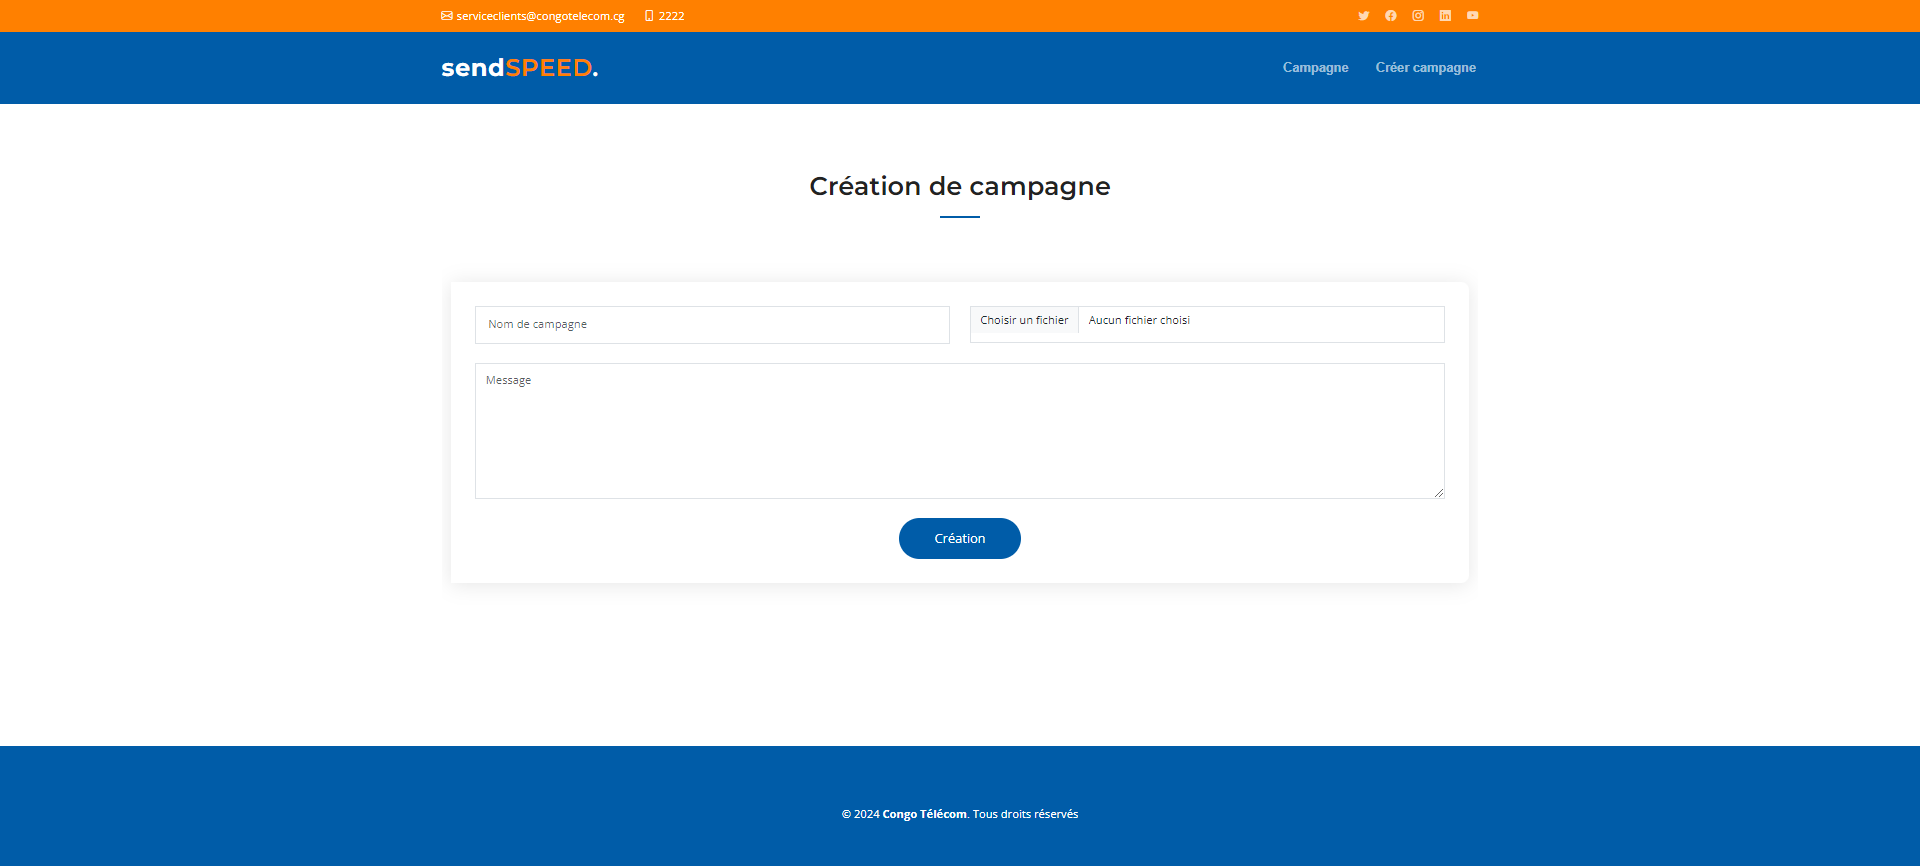 serviceclients@congotelecom.cg 2222
sendSPEED. Campagne Créer campagne
Création de campagne
Nom de campagne Choisir un fichier Aucun fichier choisi
Message
Création
© 2024 Congo Télécom. Tous droits réservés